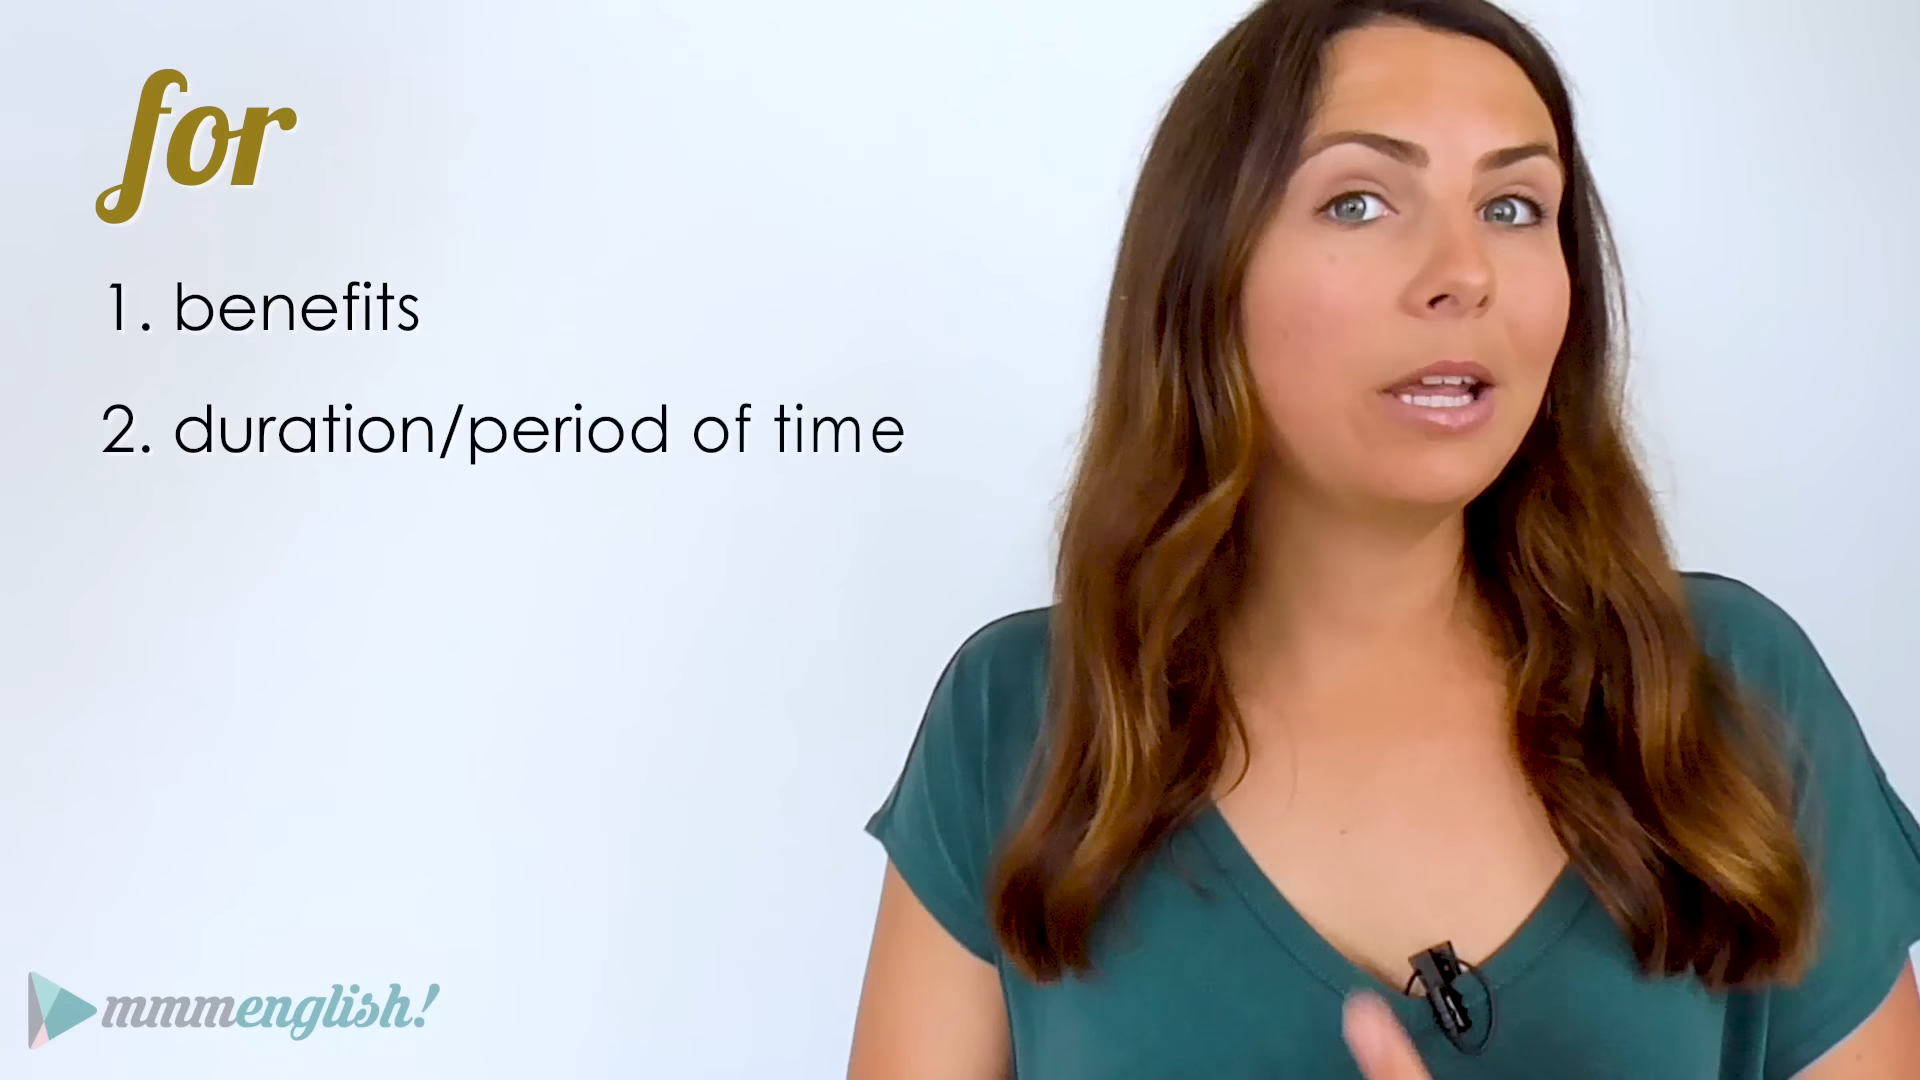 for
1. benefits
2. duration/period of time
mmmenglish!